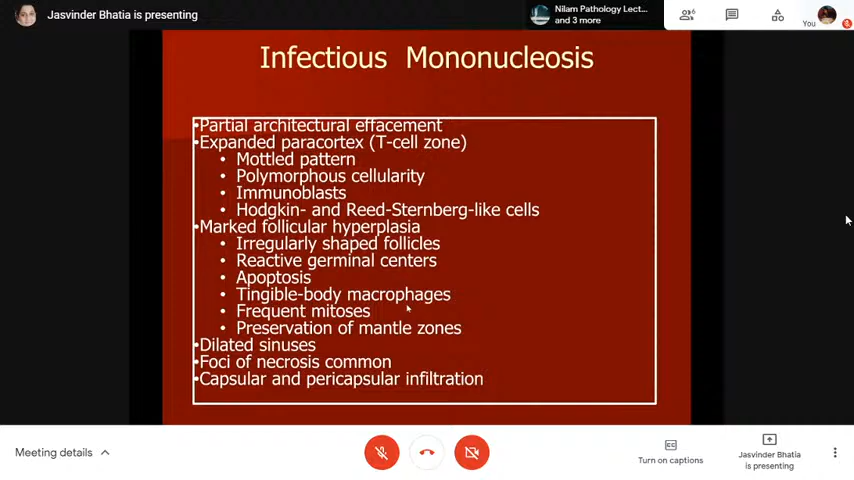 Jasvinder Bhatia is presenting
Nilam Pathology Lect...
and 3 more
6
You
Infectious Mononucleosis
•Partial architectural effacement
•Expanded paracortex (T-cell zone)
• Mottled pattern
• Polymorphous cellularity
• Immunoblasts
• Hodgkin- and Reed-Sternberg-like cells
•Marked follicular hyperplasia
• Irregularly shaped follicles
• Reactive germinal centers
• Apoptosis
• Tingible-body macrophages
• Frequent mitoses
• Preservation of mantle zones
•Dilated sinuses
•Foci of necrosis common
•Capsular and pericapsular infiltration
Meeting details
Turn on captions
Jasvinder Bhatia
is presenting